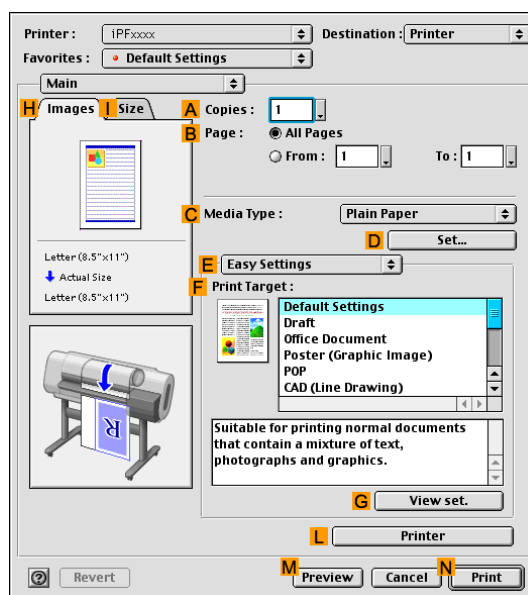 Printer : iPFxxxx Destination : Printer
Favorites : Default Settings
Main
H Images I Size
A Copies : 1
B Page : All Pages
From : 1 To : 1
C Media Type : Plain Paper
D Set...
Letter (8.5"x11")
Actual Size
Letter (8.5"x11")
E Easy Settings
F Print Target :
Default Settings
Draft
Office Document
Poster (Graphic Image)
POP
CAD (Line Drawing)
R
Suitable for printing normal documents
that contain a mixture of text,
photographs and graphics.
G View set.
L Printer
? Revert M Preview Cancel N Print